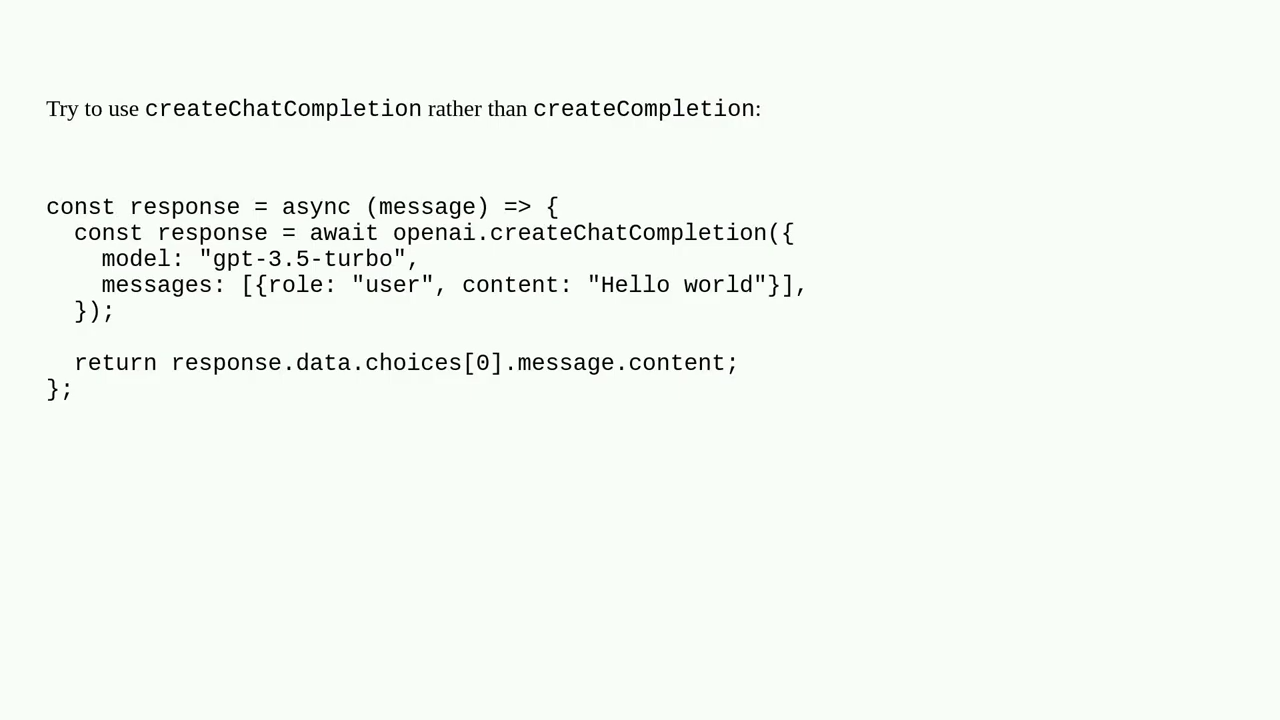 Try to use createChatCompletion rather than createCompletion:
const response = async (message) => {
  const response = await openai.createChatCompletion({
    model: "gpt-3.5-turbo",
    messages: [{role: "user", content: "Hello world"}],
  });
  return response.data.choices[0].message.content;
};